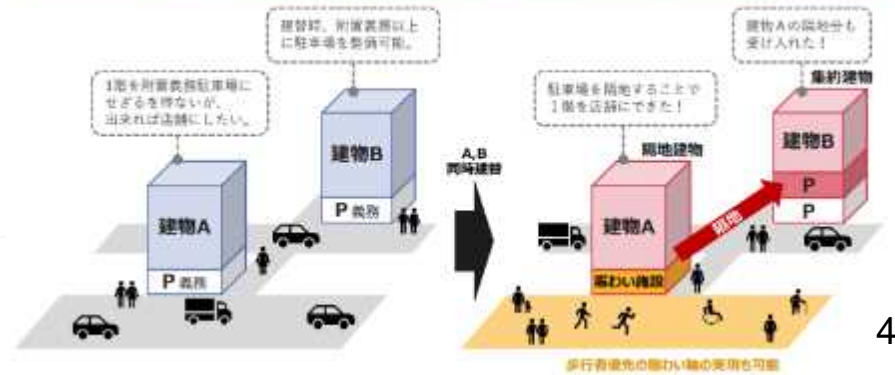 建替時、附置義務以上
に駐車場を整備可能。
1階を附置義務駐車場に
せざるを得ないが、
出来れば店舗にしたい。
建物B
P 義務
建物A
P 義務
A,B
同時建替
建物Aの隔地分も
受け入れた！
集約建物
駐車場を隔地することで
1階を店舗にできた！
隔地建物
建物B
P
P
隔地
建物A
賑わい施設
歩行者優先の賑わい軸の実現も可能
4